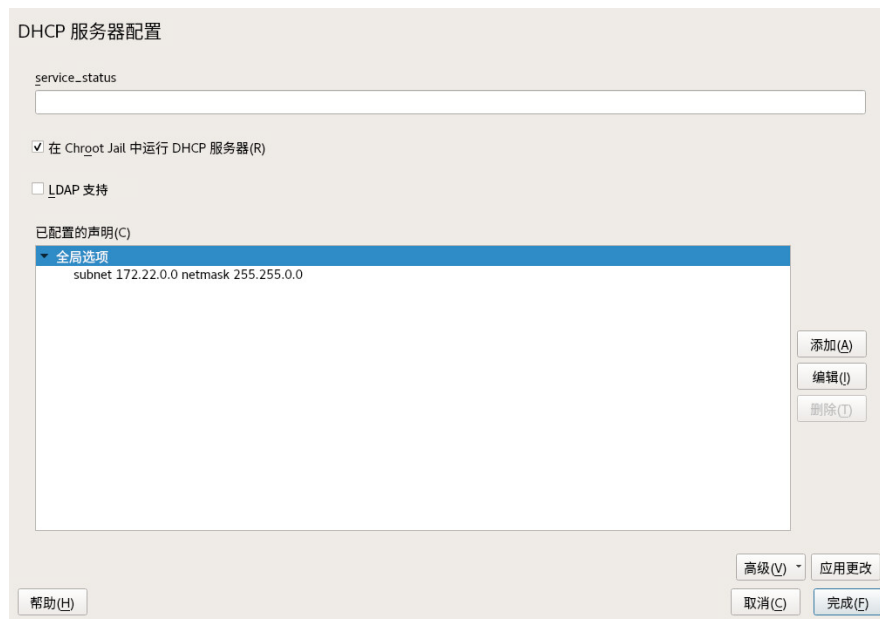 DHCP 服务器配置
service_status
在 Chroot Jail 中运行 DHCP 服务器(R)
LDAP 支持
已配置的声明(C)
全局选项
subnet 172.22.0.0 netmask 255.255.0.0
添加(A)
编辑(I)
删除(T)
高级(V) 应用更改
帮助(H) 取消(C) 完成(F)